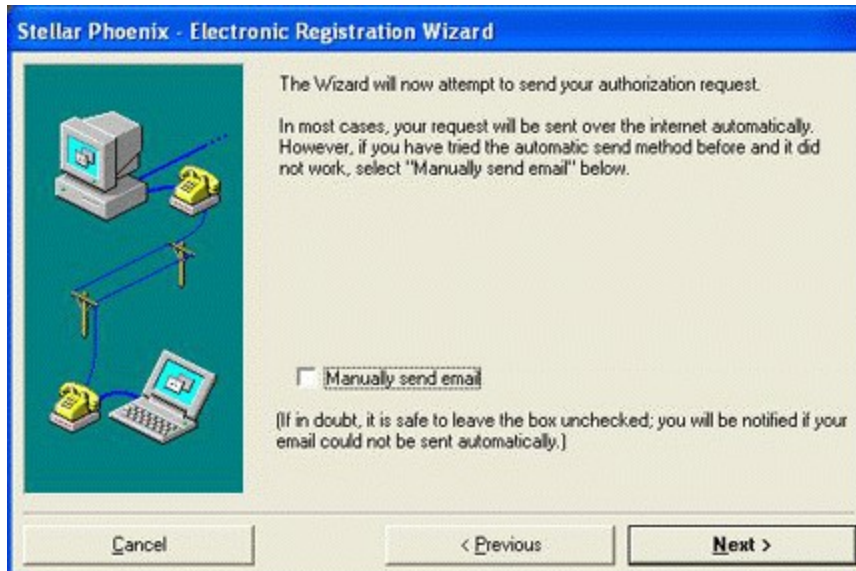 Stellar Phoenix - Electronic Registration Wizard
The Wizard will now attempt to send your authorization request.
In most cases, your request will be sent over the internet automatically.
However, if you have tried the automatic send method before and it did
not work, select "Manually send email" below.
Manually send email
(If in doubt, it is safe to leave the box unchecked; you will be notified if your
email could not be sent automatically.)
Cancel
< Previous
Next >